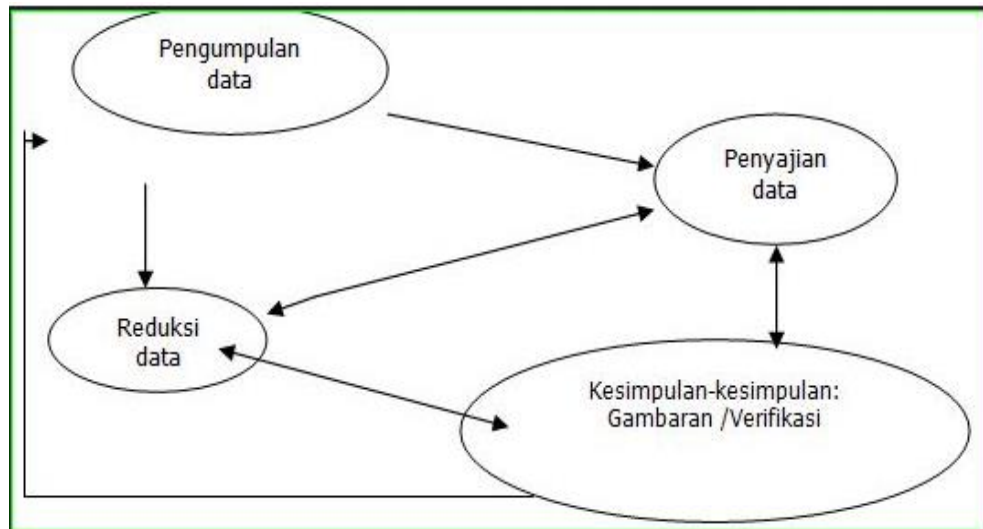 Pengumpulan
data
Penyajian
data
Reduksi
data
Kesimpulan-kesimpulan:
Gambaran /Verifikasi